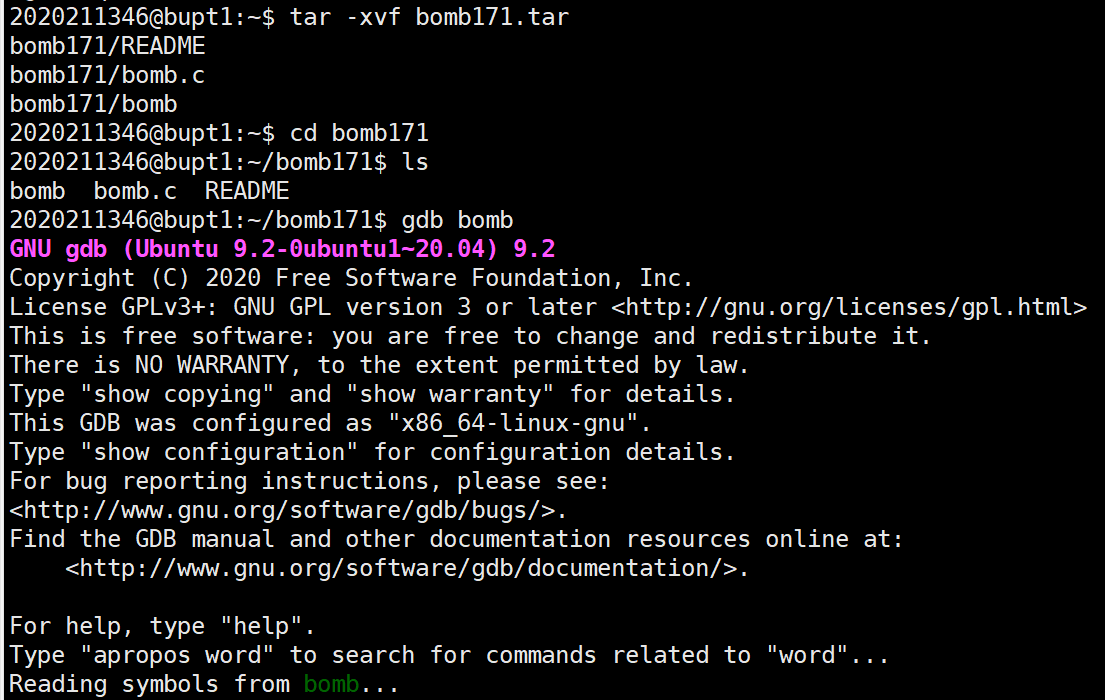 2020211346@bupt1:~$ tar -xvf bomb171.tar
bomb171/README
bomb171/bomb.c
bomb171/bomb
2020211346@bupt1:~$ cd bomb171
2020211346@bupt1:~/bomb171$ ls
bomb  bomb.c  README
2020211346@bupt1:~/bomb171$ gdb bomb
GNU gdb (Ubuntu 9.2-0ubuntu1~20.04) 9.2
Copyright (C) 2020 Free Software Foundation, Inc.
License GPLv3+: GNU GPL version 3 or later <http://gnu.org/licenses/gpl.html>
This is free software: you are free to change and redistribute it.
There is NO WARRANTY, to the extent permitted by law.
Type "show copying" and "show warranty" for details.
This GDB was configured as "x86_64-linux-gnu".
Type "show configuration" for configuration details.
For bug reporting instructions, please see:
<http://www.gnu.org/software/gdb/bugs/>.
Find the GDB manual and other documentation resources online at:
    <http://www.gnu.org/software/gdb/documentation/>.

For help, type "help".
Type "apropos word" to search for commands related to "word"...
Reading symbols from bomb...